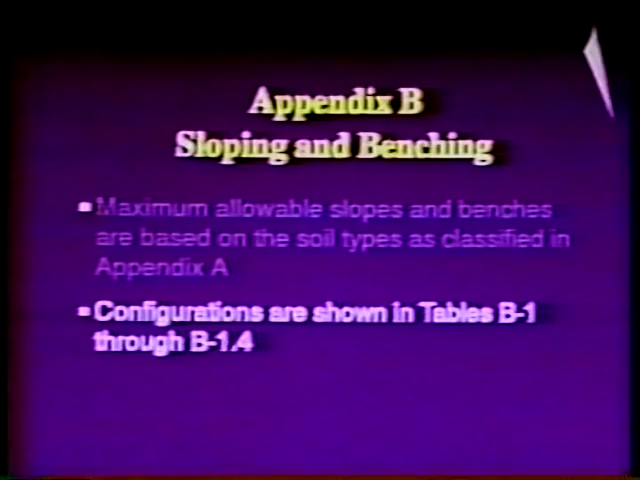 Appendix B
Sloping and Benching
Maximum allowable slopes and benches
are based on the soil types as classified in
Appendix A
Configurations are shown in Tables B-1
through B-1.4